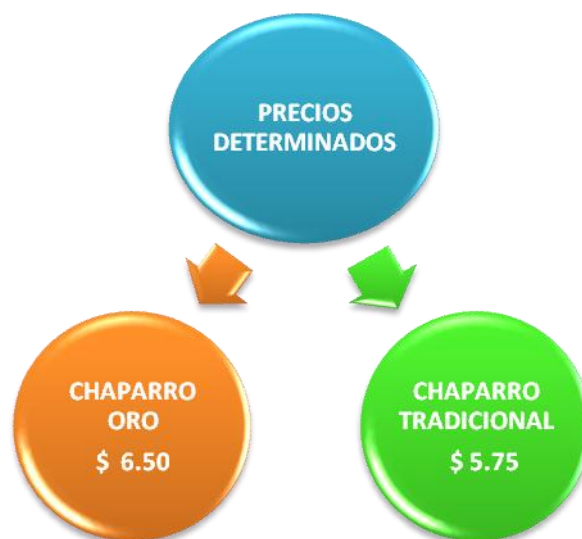 PRECIOS
DETERMINADOS
CHAPARRO
ORO
$ 6.50
CHAPARRO
TRADICIONAL
$ 5.75